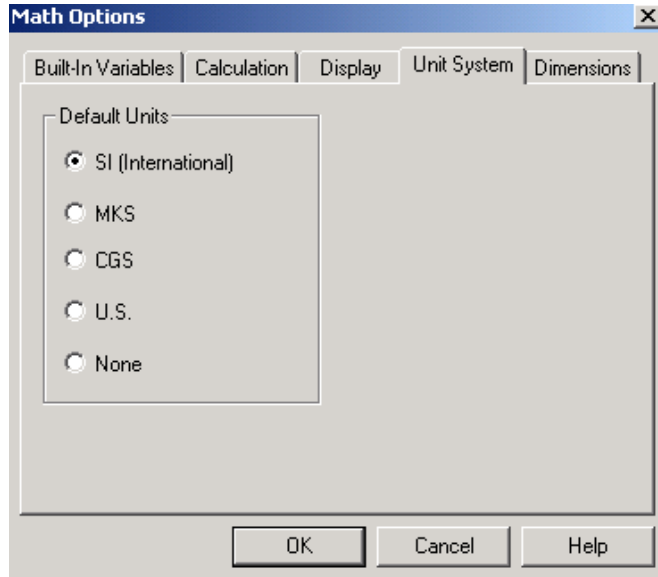 Math Options
Built-In Variables Calculation Display Unit System Dimensions
Default Units
SI (International)
MKS
CGS
U.S.
None
OK Cancel Help